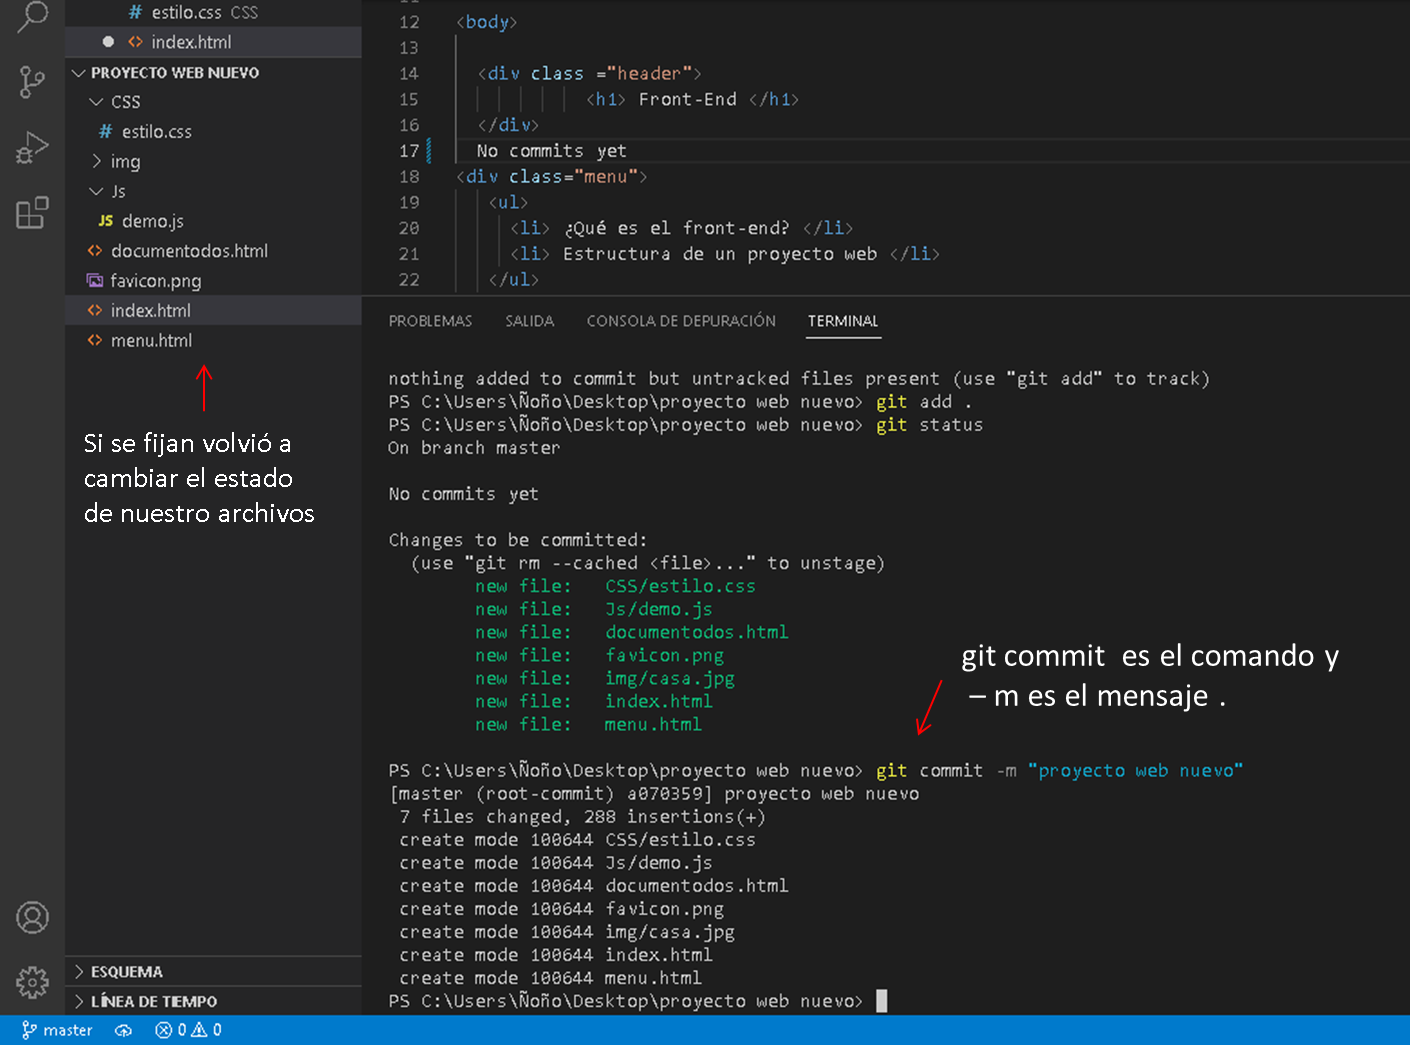 # estilo.css CSS
index.html
PROYECTO WEB NUEVO
CSS
# estilo.css
img
Js
JS demo.js
documentodos.html
favicon.png
index.html
menu.html
Si se fijan volvió a
cambiar el estado
de nuestro archivos
ESQUEMA
LÍNEA DE TIEMPO
12 <body>
13
14 <div class ="header">
15 <h1> Front-End </h1>
16 </div>
17 No commits yet
18 <div class="menu">
19 <ul>
20 <li> ¿Qué es el front-end? </li>
21 <li> Estructura de un proyecto web </li>
22 </ul>
PROBLEMAS SALIDA CONSOLA DE DEPURACIÓN TERMINAL
nothing added to commit but untracked files present (use "git add" to track)
PS C:\Users\Ñoño\Desktop\proyecto web nuevo> git add .
PS C:\Users\Ñoño\Desktop\proyecto web nuevo> git status
On branch master
No commits yet
Changes to be committed:
(use "git rm --cached <file>..." to unstage)
new file: CSS/estilo.css
new file: Js/demo.js
new file: documentodos.html
new file: favicon.png
new file: img/casa.jpg
new file: index.html
new file: menu.html
git commit es el comando y
– m es el mensaje .
PS C:\Users\Ñoño\Desktop\proyecto web nuevo> git commit -m "proyecto web nuevo"
[master (root-commit) a070359] proyecto web nuevo
7 files changed, 288 insertions(+)
create mode 100644 CSS/estilo.css
create mode 100644 Js/demo.js
create mode 100644 documentodos.html
create mode 100644 favicon.png
create mode 100644 img/casa.jpg
create mode 100644 index.html
create mode 100644 menu.html
PS C:\Users\Ñoño\Desktop\proyecto web nuevo>
master 0 0